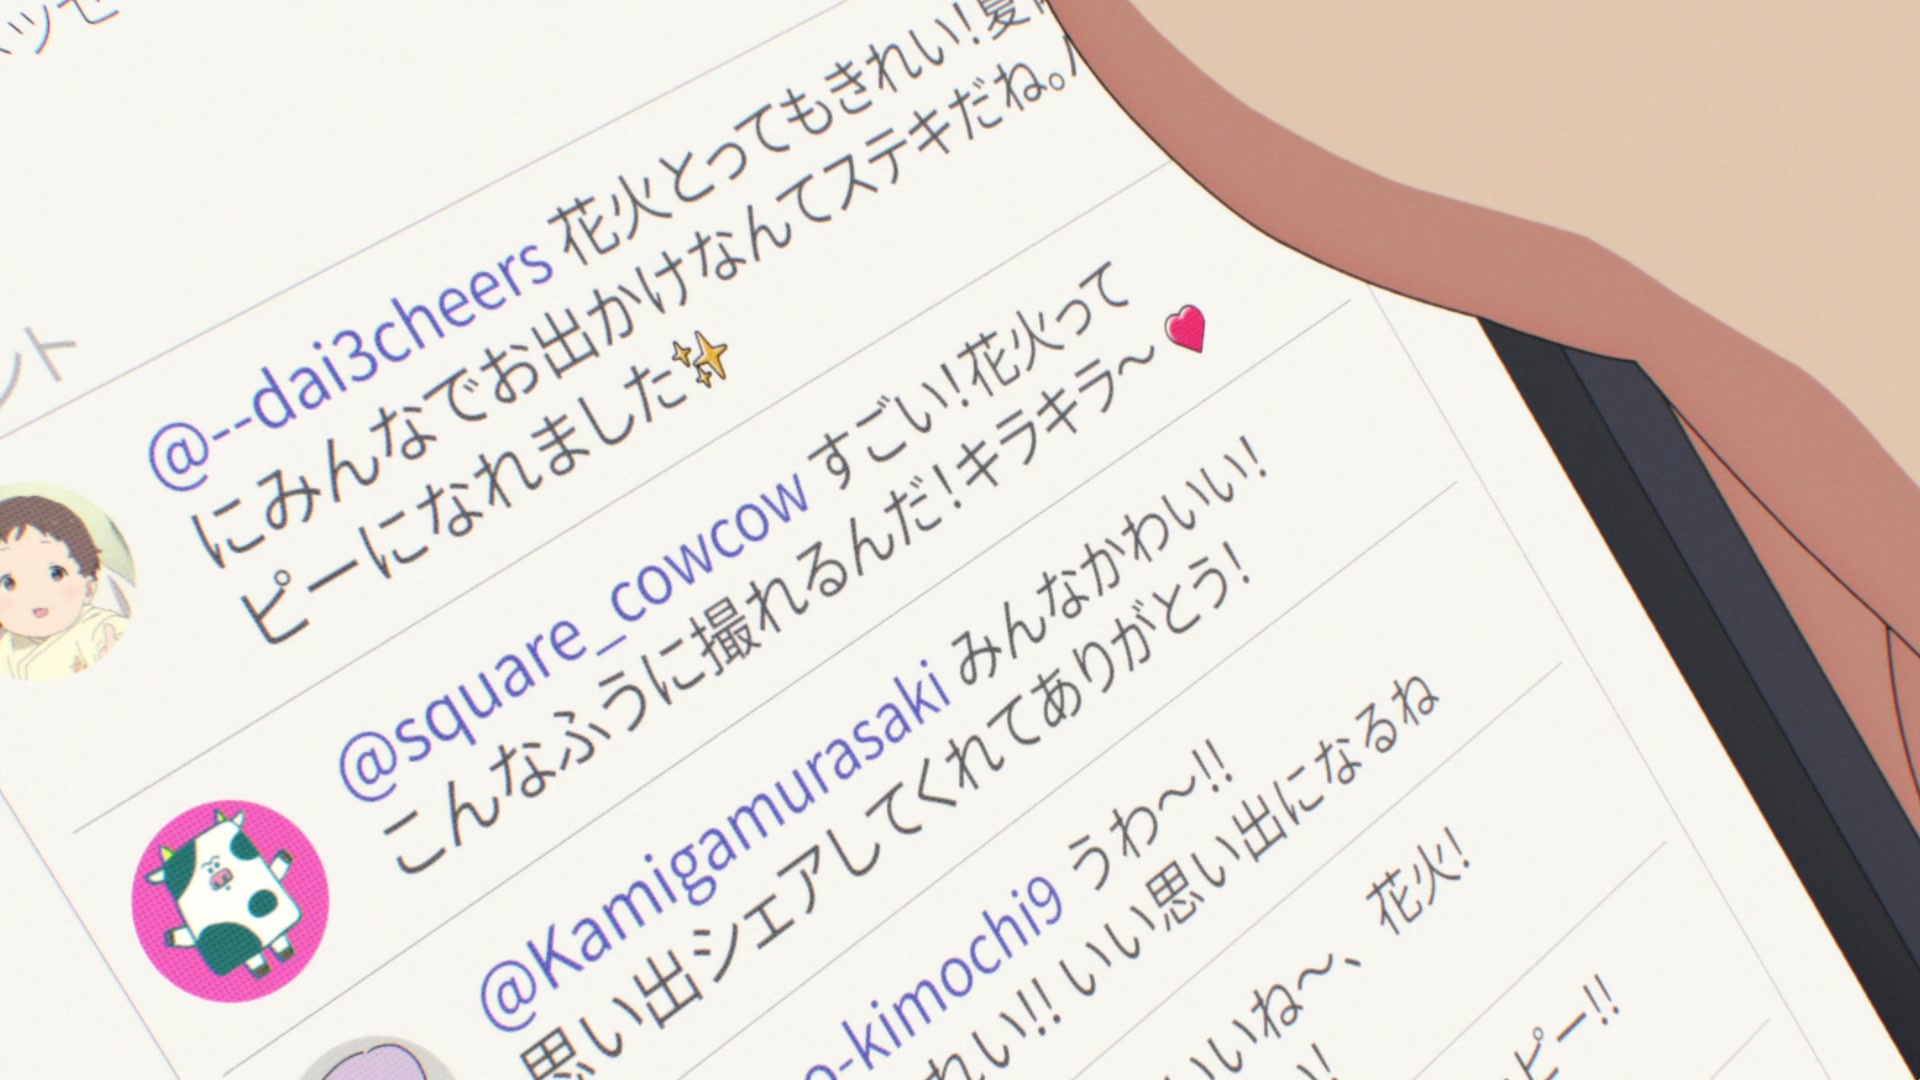 ント
@--dai3cheers 花火とってもきれい!夏
にみんなでお出かけなんてステキだね。
ピーになれました✨
@square_cowcow すごい!花火って
こんなふうに撮れるんだ!キラキラ~
@Kamigamurasaki みんなかわいい!
思い出シェアしてくれてありがとう!
o-kimochi9 うわ~!!
れい!! いい思い出になるね
いいね~、花火!
ピー!!